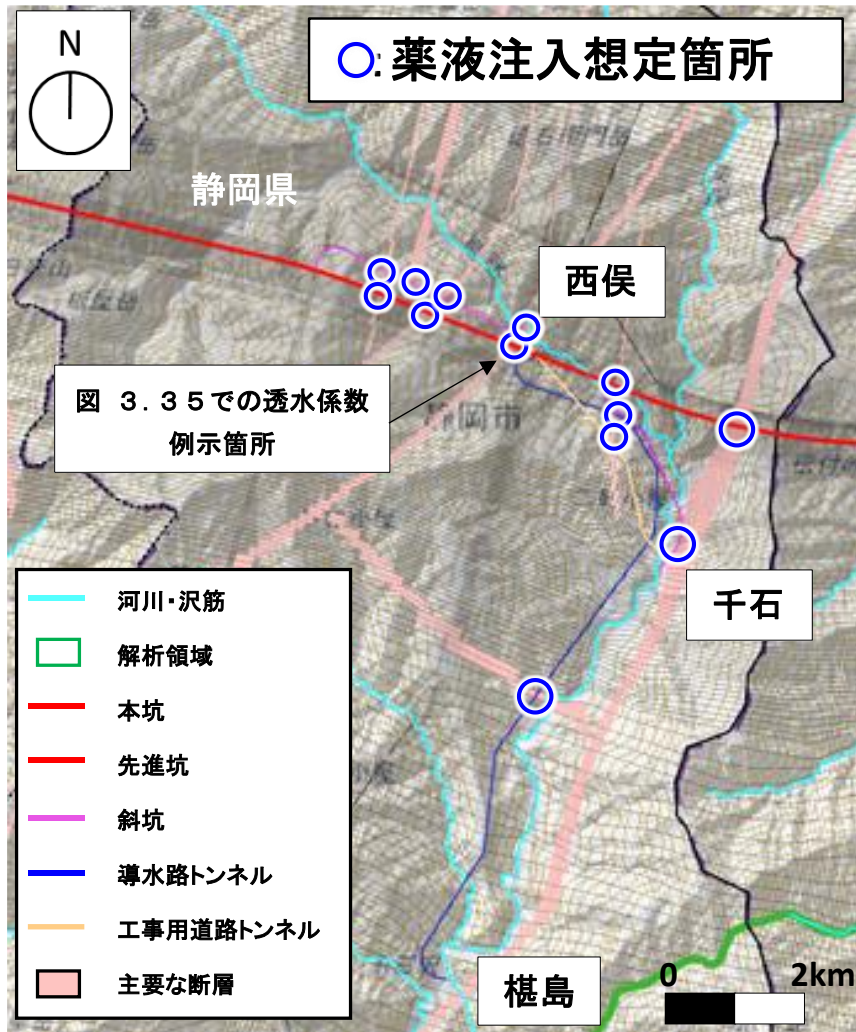 N
○:薬液注入想定箇所
静岡県
西俣
図 3.35での透水係数
例示箇所
静岡市
千石
河川・沢筋
解析領域
本坑
先進坑
斜坑
導水路トンネル
工事用道路トンネル
主要な断層
椹島
0 2km